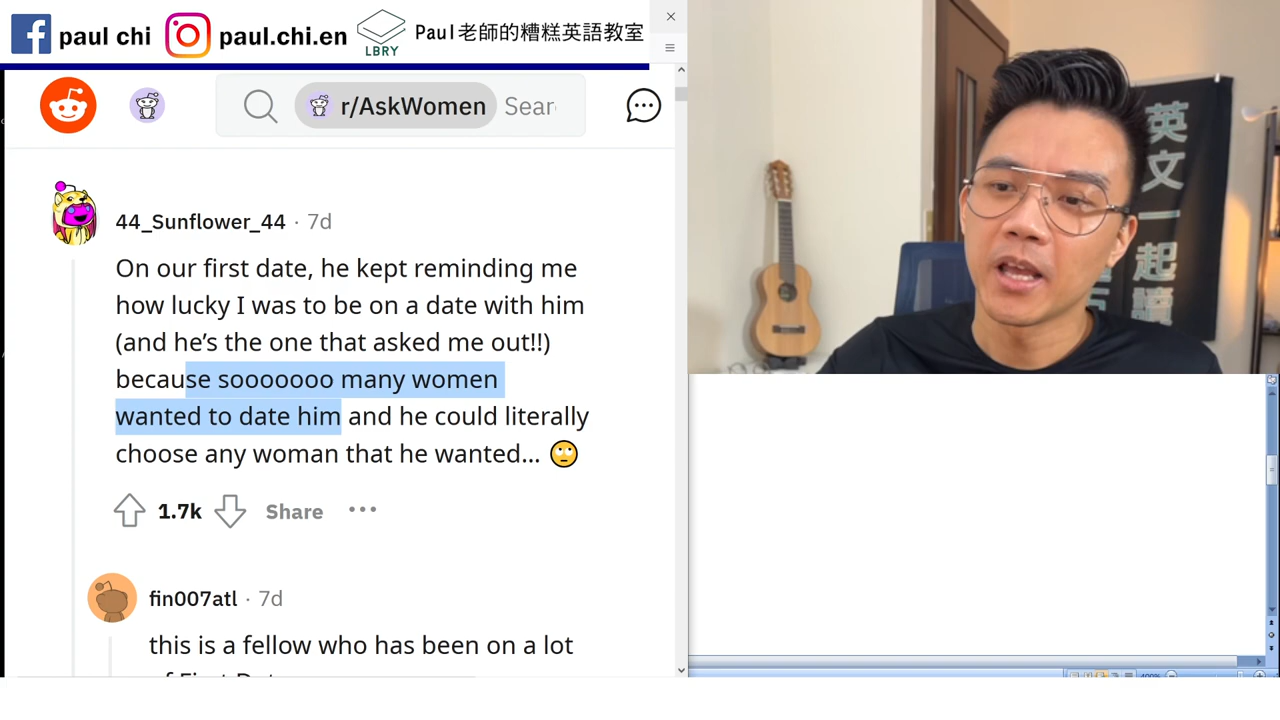 paul chi
paul.chi.en
LBRY
Paul老師的糟糕英語教室
r/AskWomen
Sear
44_Sunflower_44 · 7d
On our first date, he kept reminding me
how lucky I was to be on a date with him
(and he's the one that asked me out!!)
because sooooooo many women
wanted to date him and he could literally
choose any woman that he wanted... 🙄
1.7k
Share
fin007atl · 7d
this is a fellow who has been on a lot
英文一起讀